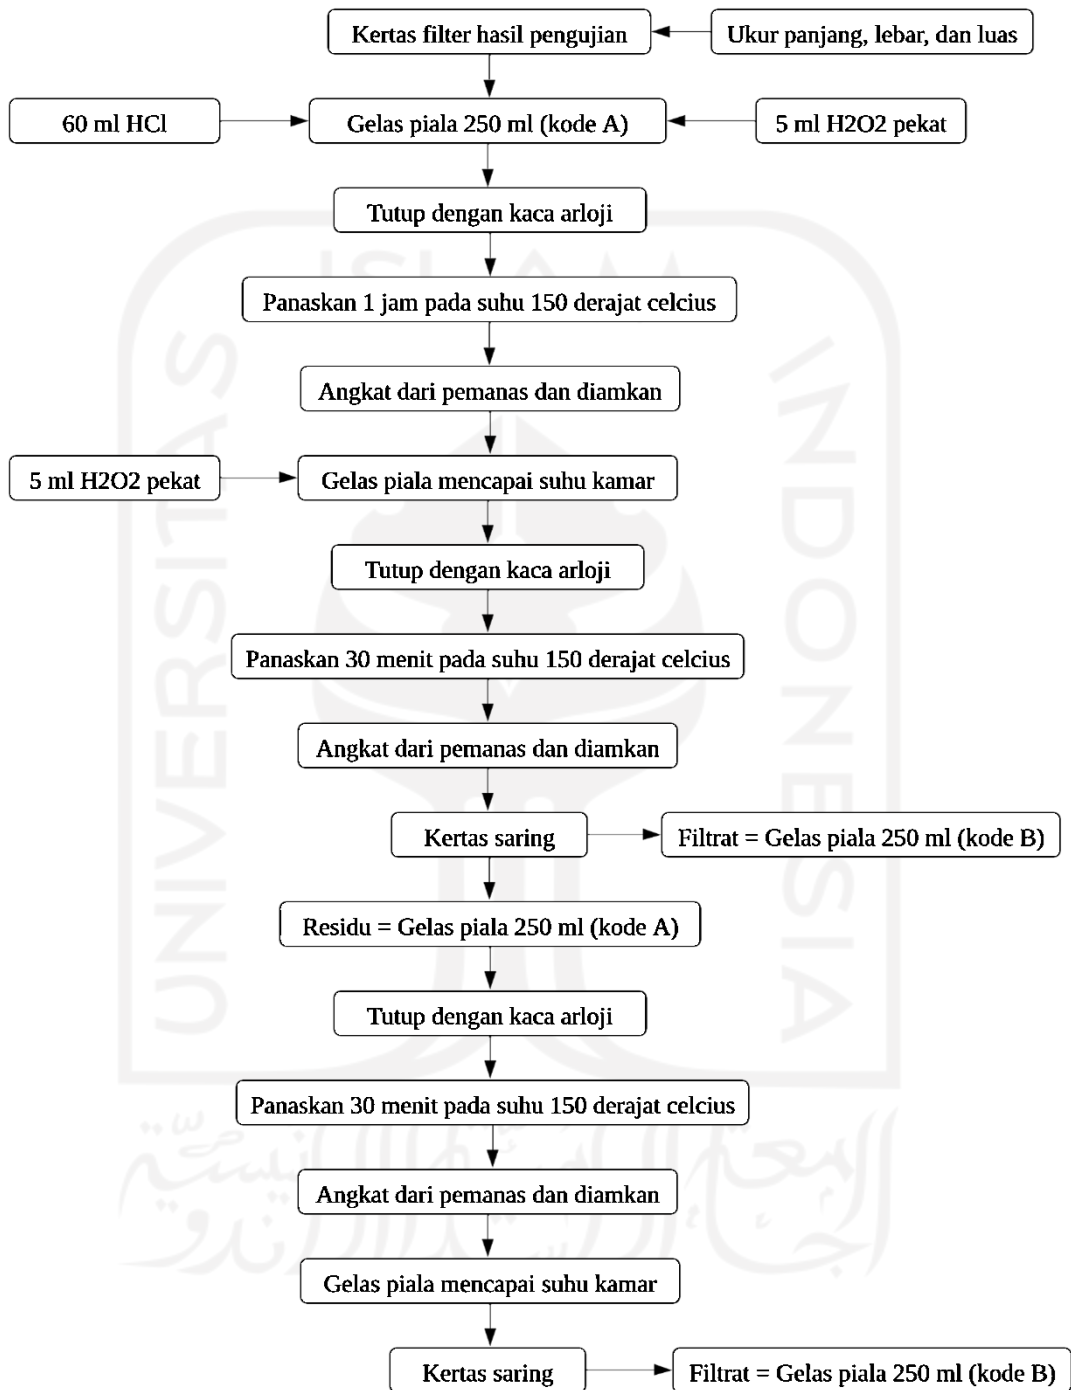 Kertas filter hasil pengujian
Ukur panjang, lebar, dan luas
60 ml HCl
Gelas piala 250 ml (kode A)
5 ml H2O2 pekat
Tutup dengan kaca arloji
Panaskan 1 jam pada suhu 150 derajat celcius
Angkat dari pemanas dan diamkan
5 ml H2O2 pekat
Gelas piala mencapai suhu kamar
Tutup dengan kaca arloji
Panaskan 30 menit pada suhu 150 derajat celcius
Angkat dari pemanas dan diamkan
Kertas saring
Filtrat = Gelas piala 250 ml (kode B)
Residu = Gelas piala 250 ml (kode A)
Tutup dengan kaca arloji
Panaskan 30 menit pada suhu 150 derajat celcius
Angkat dari pemanas dan diamkan
Gelas piala mencapai suhu kamar
Kertas saring
Filtrat = Gelas piala 250 ml (kode B)
UNIVERSITAS
ISLAM
INDONESIA